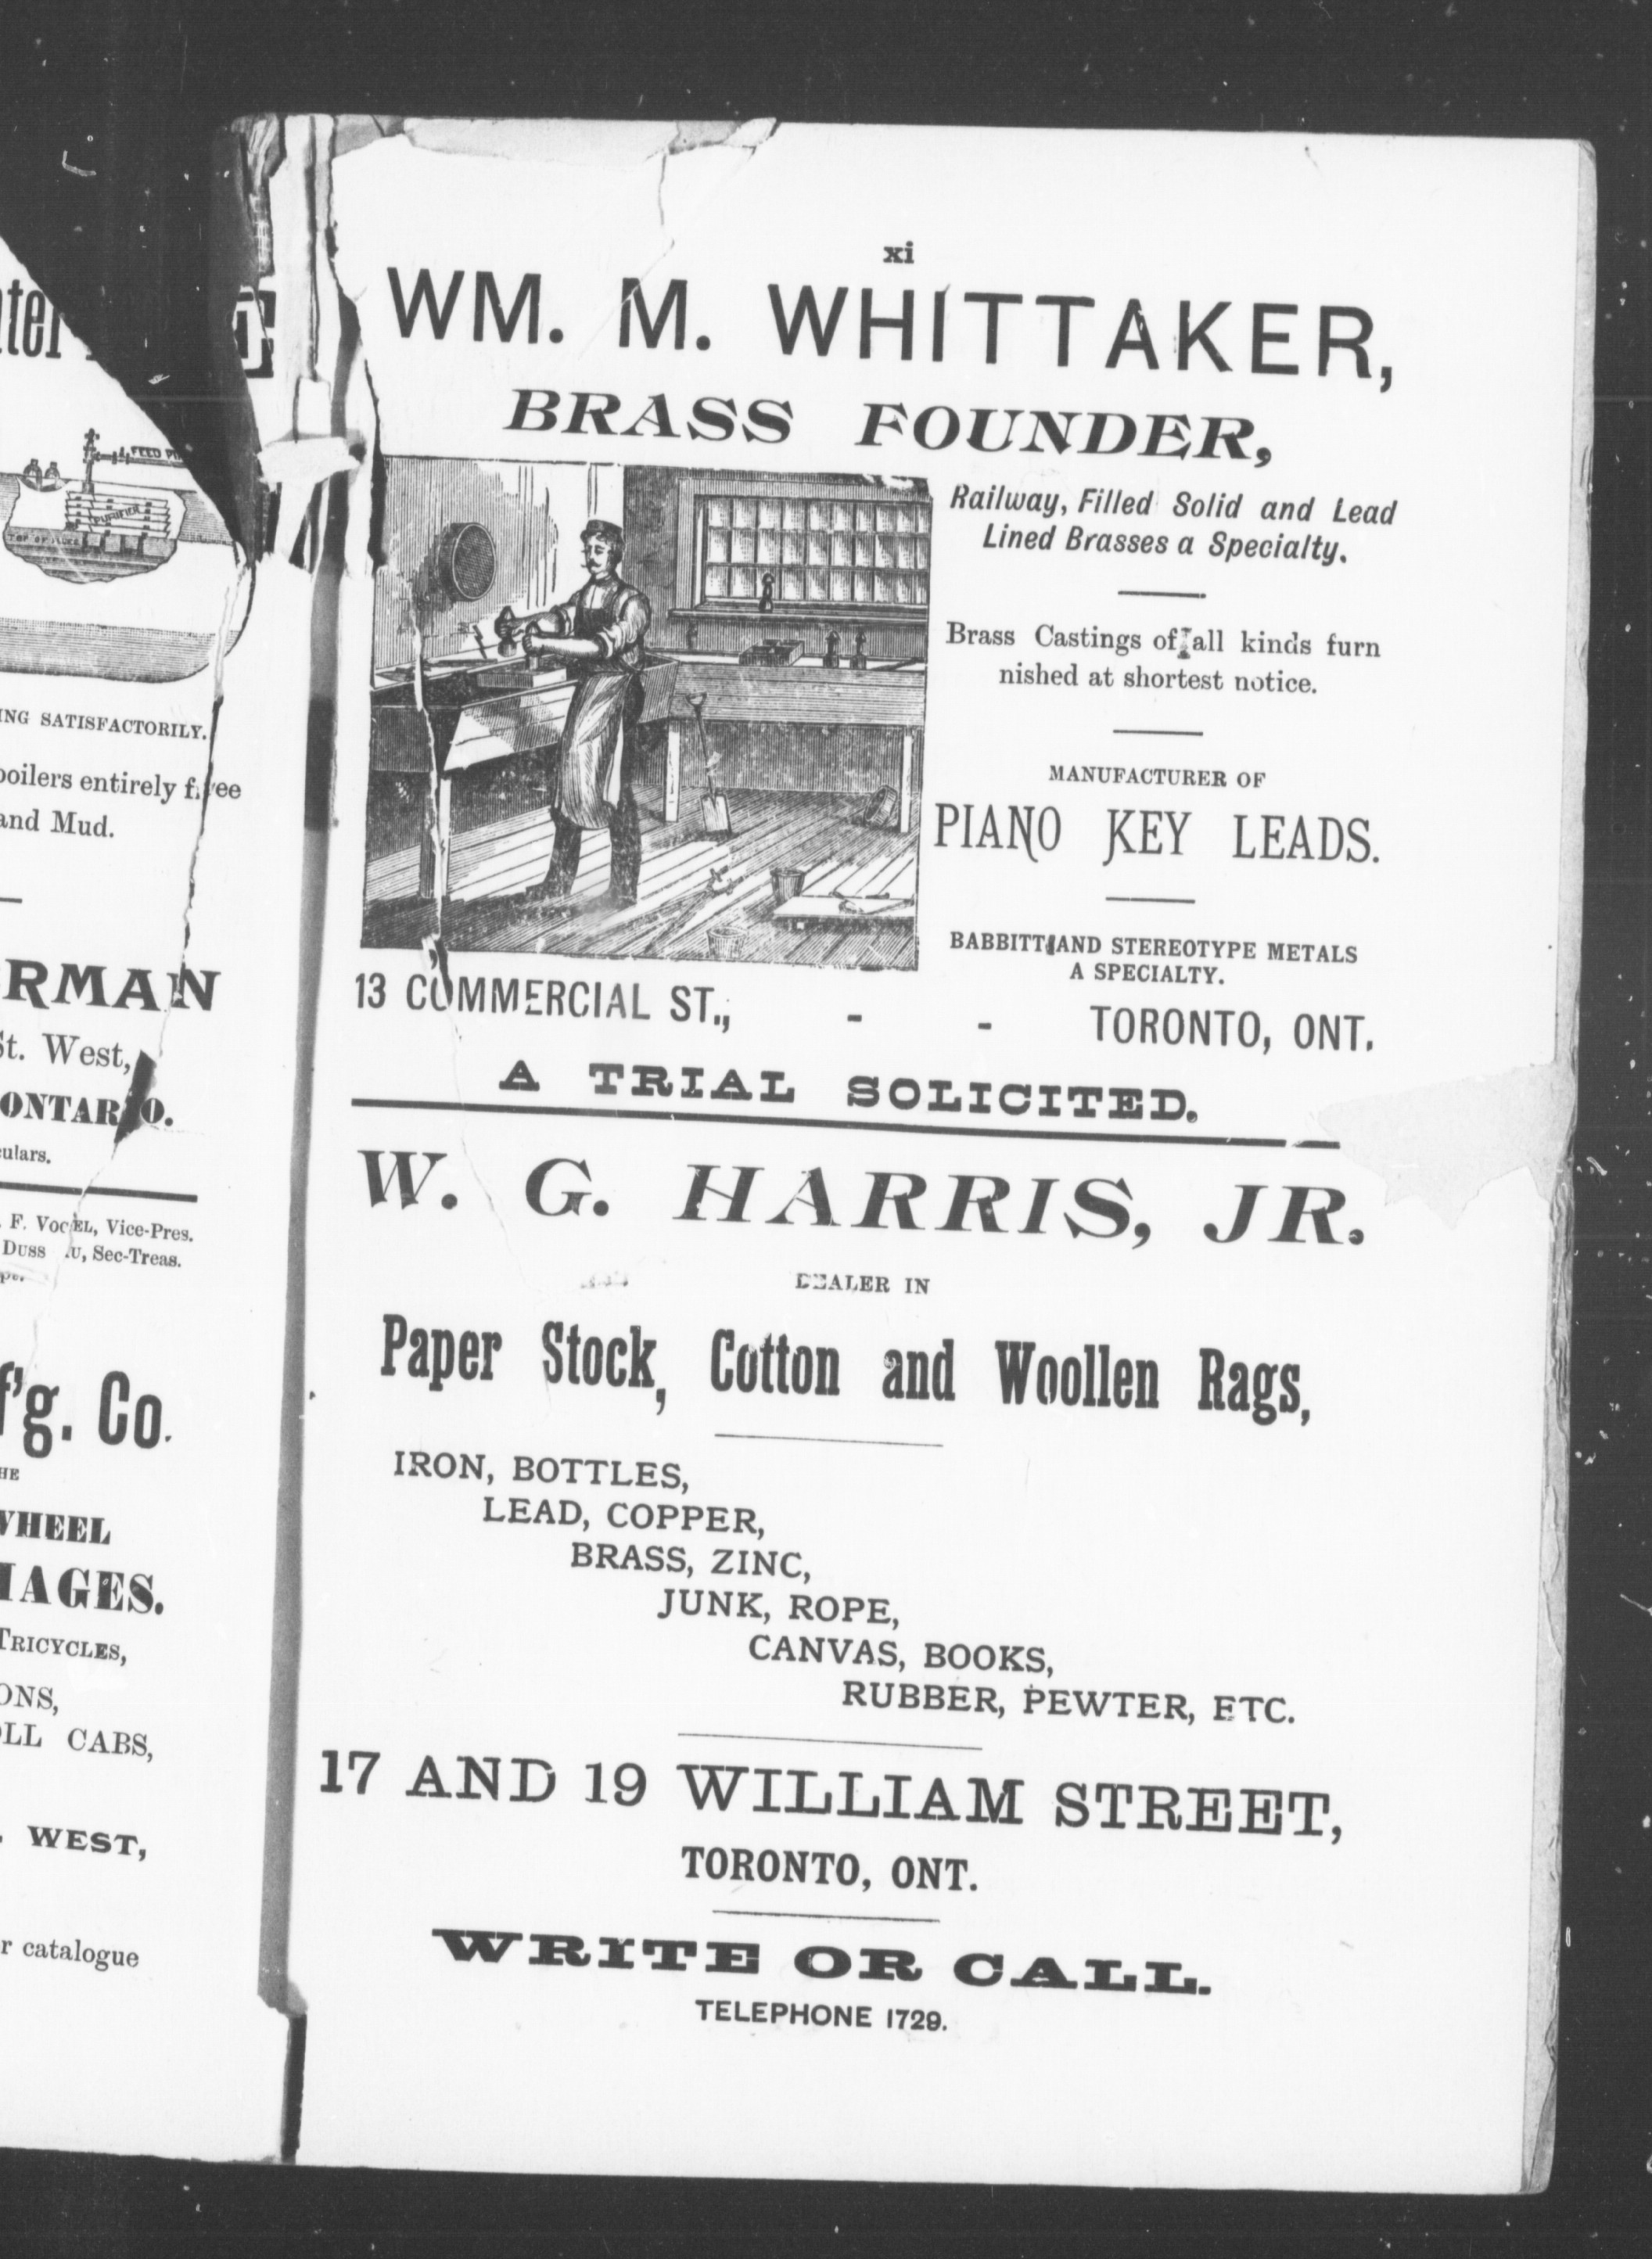 FEED
PURIFIER
ING SATISFACTORILY.
boilers entirely free
and Mud.
RMAN
St. West,
ONTARIO.
culars.
F. VOGEL, Vice-Pres.
Sec-Treas.
f'g. Co.
HE
WHEEL
IAGES.
TRICYCLES,
ONS,
OLL CABS,
WEST,
r catalogue
xi
WM. M. WHITTAKER,
BRASS FOUNDER,
Railway, Filled Solid and Lead
Lined Brasses a Specialty.
Brass Castings of all kinds furn
nished at shortest notice.
MANUFACTURER OF
PIANO KEY LEADS.
BABBITT AND STEREOTYPE METALS
A SPECIALTY.
13 COMMERCIAL ST., - - TORONTO, ONT.
A TRIAL SOLICITED.
W. G. HARRIS, JR.
DEALER IN
Paper Stock, Cotton and Woollen Rags,
IRON, BOTTLES,
LEAD, COPPER,
BRASS, ZINC,
JUNK, ROPE,
CANVAS, BOOKS,
RUBBER, PEWTER, ETC.
17 AND 19 WILLIAM STREET,
TORONTO, ONT.
WRITE OR CALL.
TELEPHONE 1729.